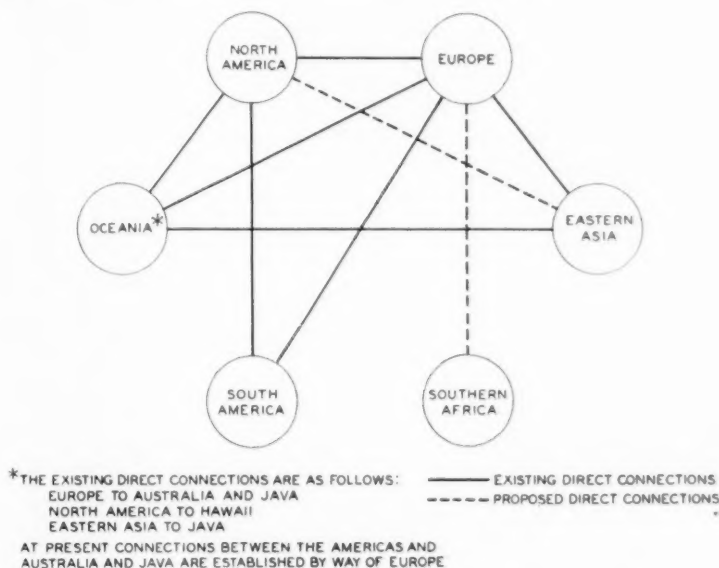 NORTH
AMERICA
EUROPE
OCEANIA*
EASTERN
ASIA
SOUTH
AMERICA
SOUTHERN
AFRICA
*THE EXISTING DIRECT CONNECTIONS ARE AS FOLLOWS:
EUROPE TO AUSTRALIA AND JAVA
NORTH AMERICA TO HAWAII
EASTERN ASIA TO JAVA
AT PRESENT CONNECTIONS BETWEEN THE AMERICAS AND
AUSTRALIA AND JAVA ARE ESTABLISHED BY WAY OF EUROPE
EXISTING DIRECT CONNECTIONS
PROPOSED DIRECT CONNECTIONS